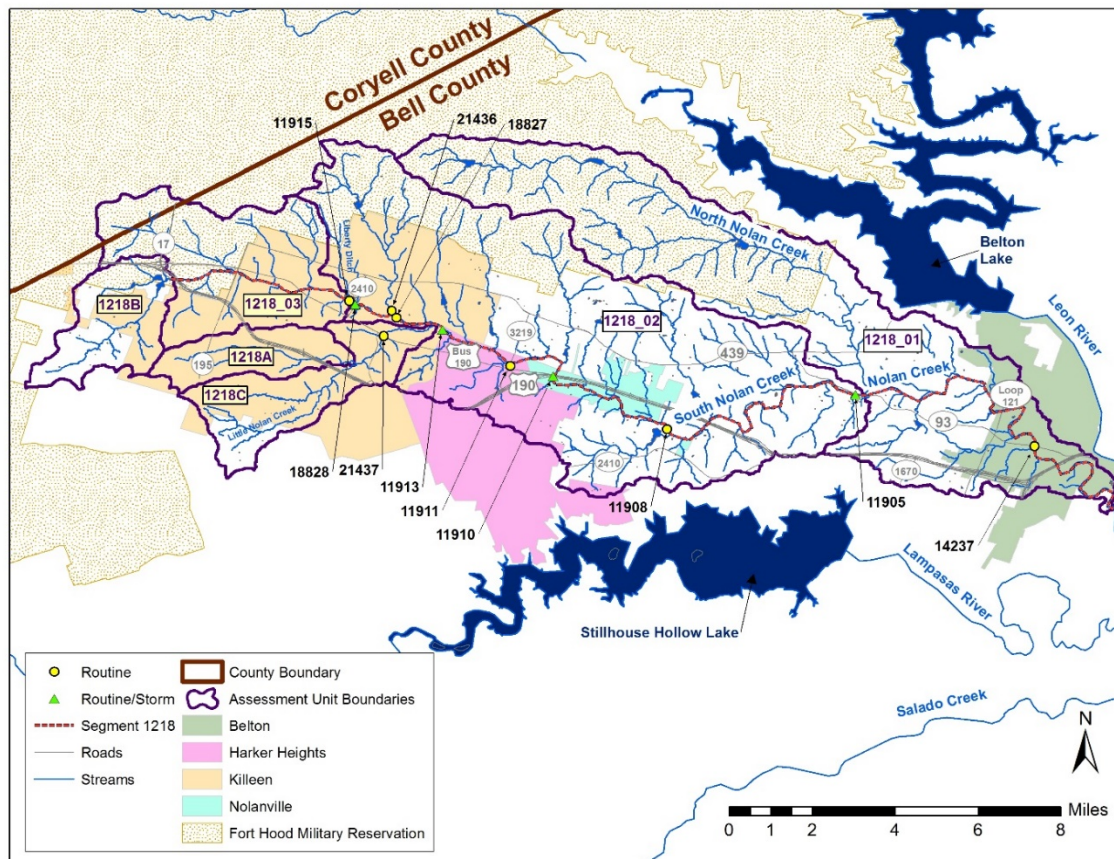 Coryell County
Bell County
11915
21436
18827
North Nolan Creek
Belton
Lake
Leon River
17
Liberty Ditch
2410
1218B
1218_03
1218_02
1218_01
3219
439
Bus
190
190
1218A
195
Nolan Creek
Loop
121
1218C
South Nolan Creek
93
Little Nolan Creek
2410
1670
18828
21437
11913
11911
11910
11908
11905
14237
Lampasas River
Stillhouse Hollow Lake
Salado Creek
Routine
Routine/Storm
Segment 1218
Roads
Streams
County Boundary
Assessment Unit Boundaries
Belton
Harker Heights
Killeen
Nolanville
Fort Hood Military Reservation
N
Miles
0 1 2 4 6 8